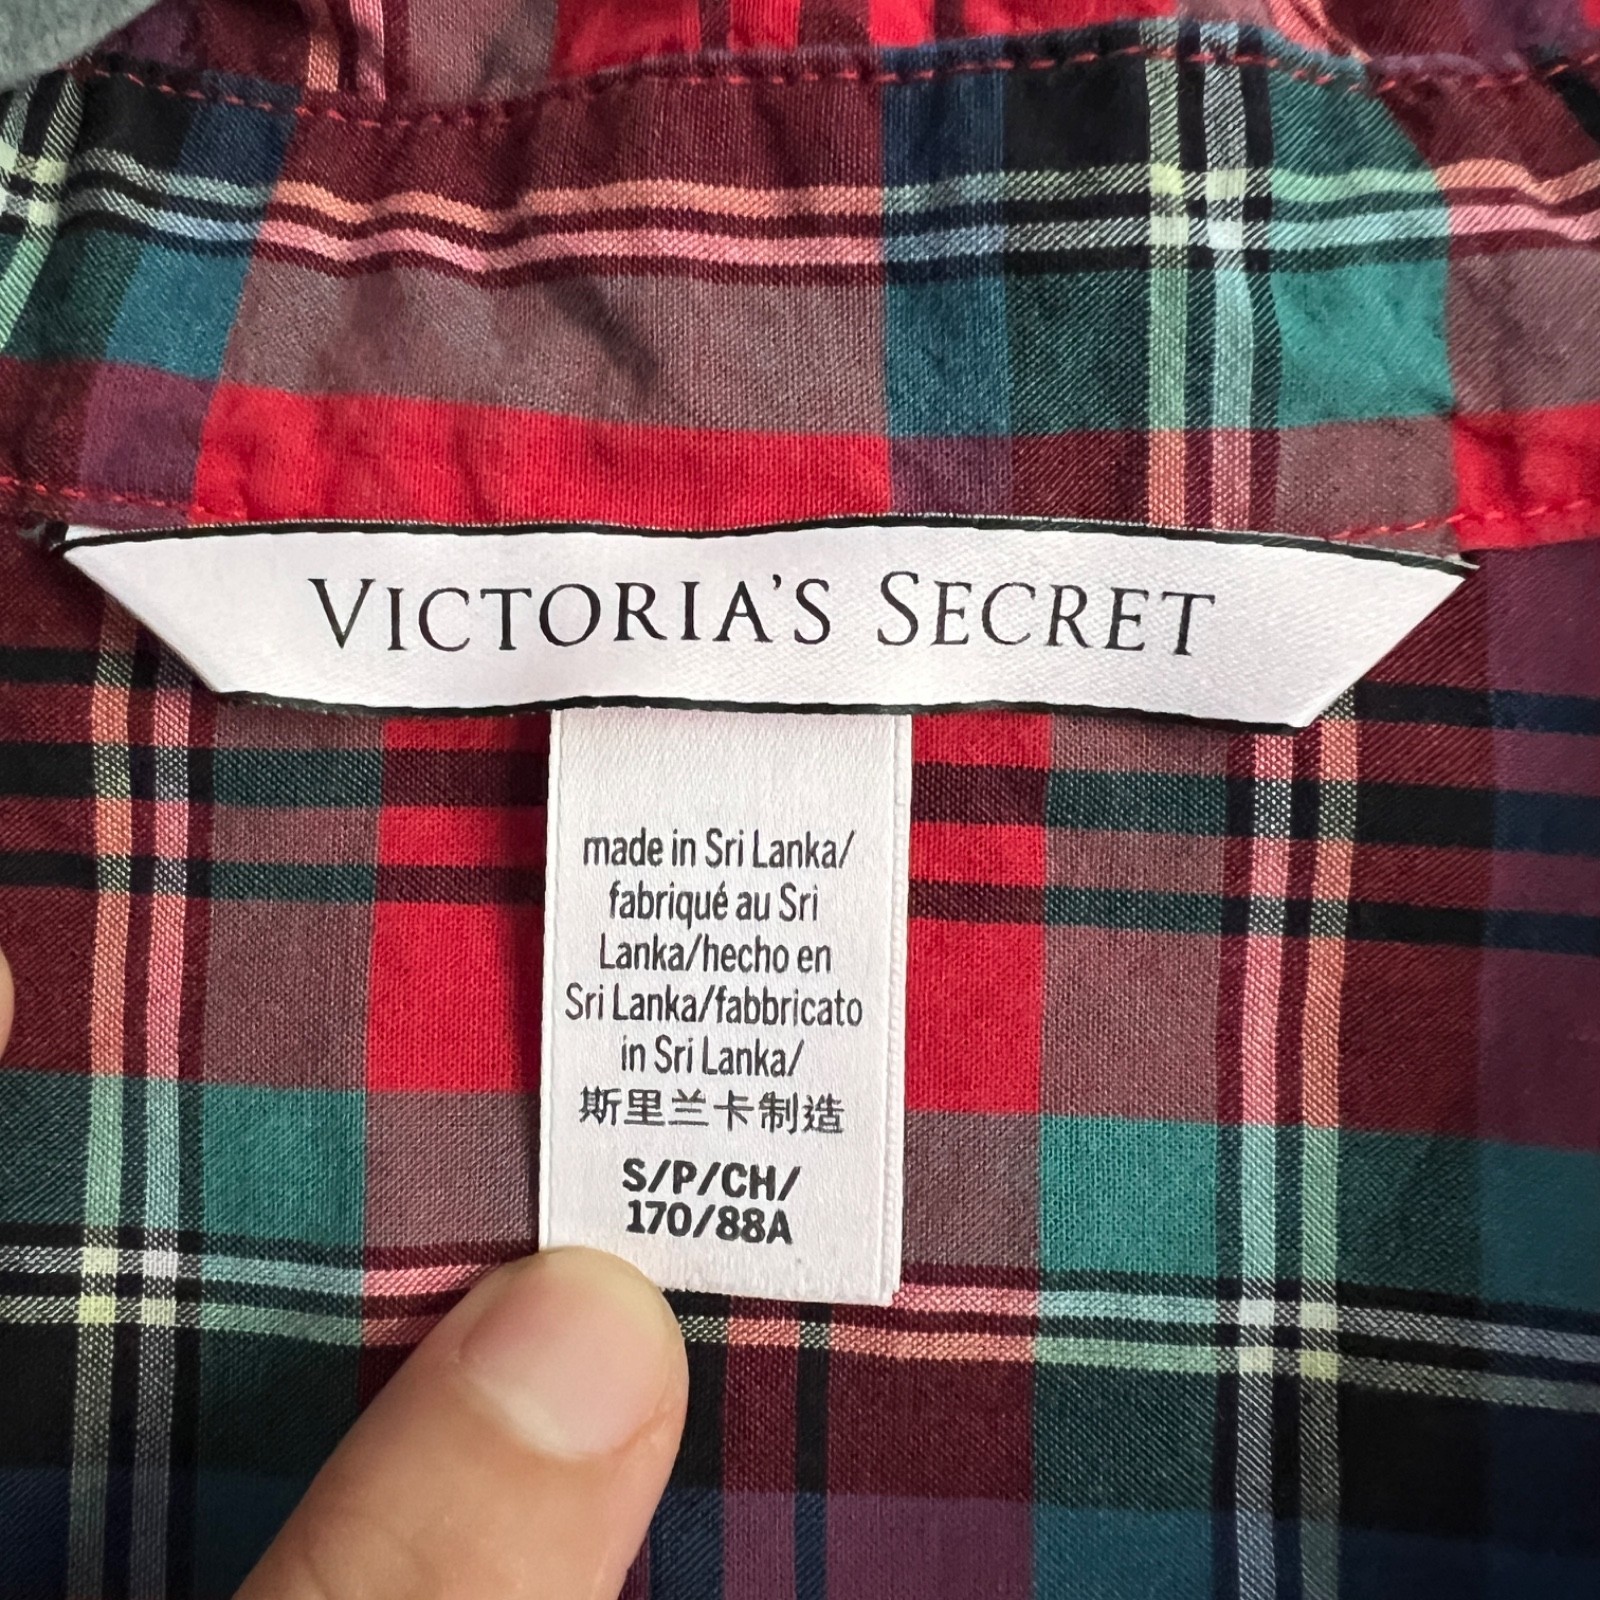 VICTORIA'S SECRET
made in Sri Lanka/
fabriqué au Sri
Lanka/hecho en
Sri Lanka/fabbricato
in Sri Lanka/
斯里兰卡制造
S/P/CH/
170/88A